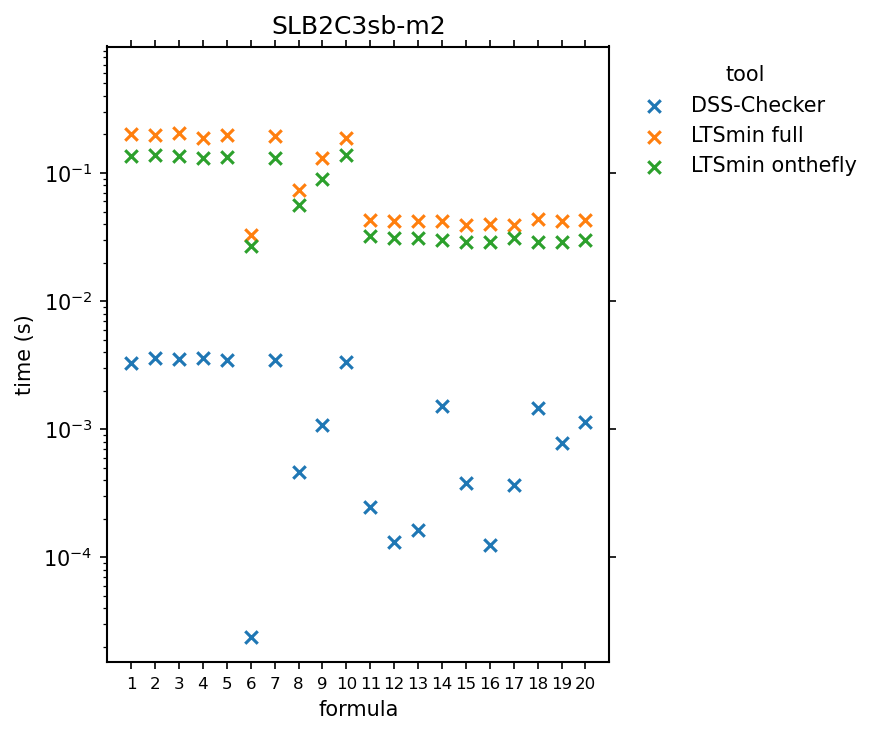 SLB2C3sb-m2
tool
DSS-Checker
LTSmin full
LTSmin onthefly
time (s)
10⁻¹
10⁻²
10⁻³
10⁻⁴
1 2 3 4 5 6 7 8 9 10 11 12 13 14 15 16 17 18 19 20
formula